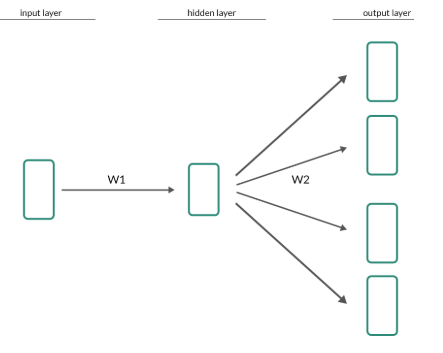 input layer
hidden layer
output layer
W1
W2